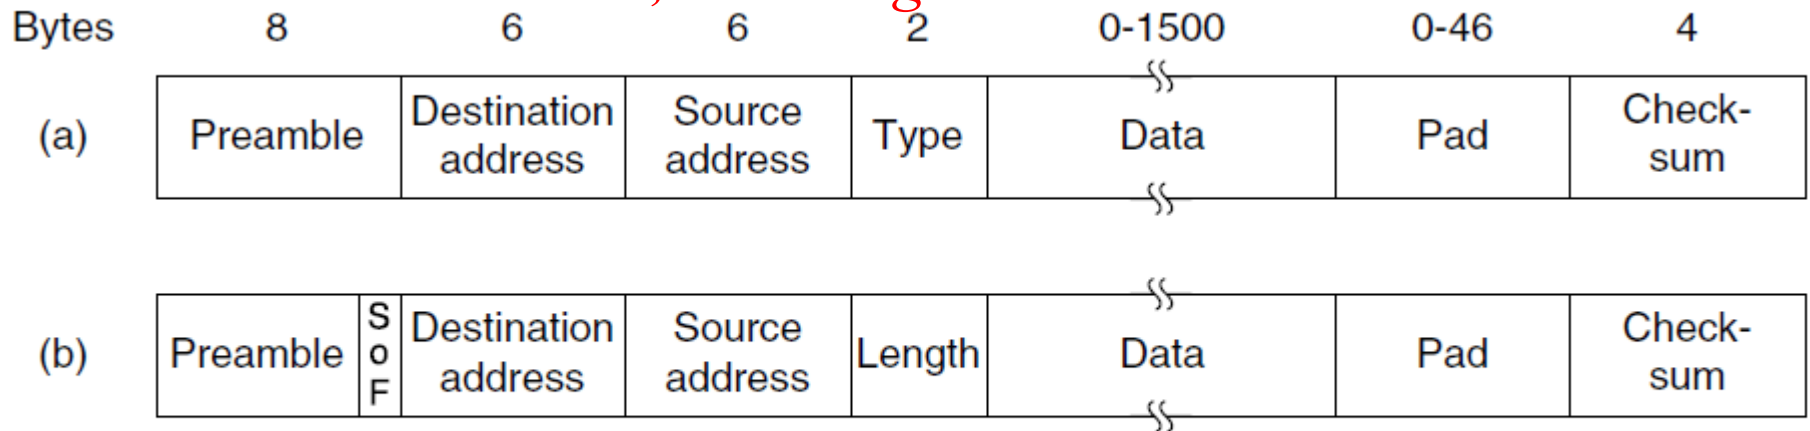 Bytes 8 6 6 2 0-1500 0-46 4
(a) Preamble Destination address Source address Type Data Pad Check-sum
(b) Preamble SoF Destination address Source address Length Data Pad Check-sum